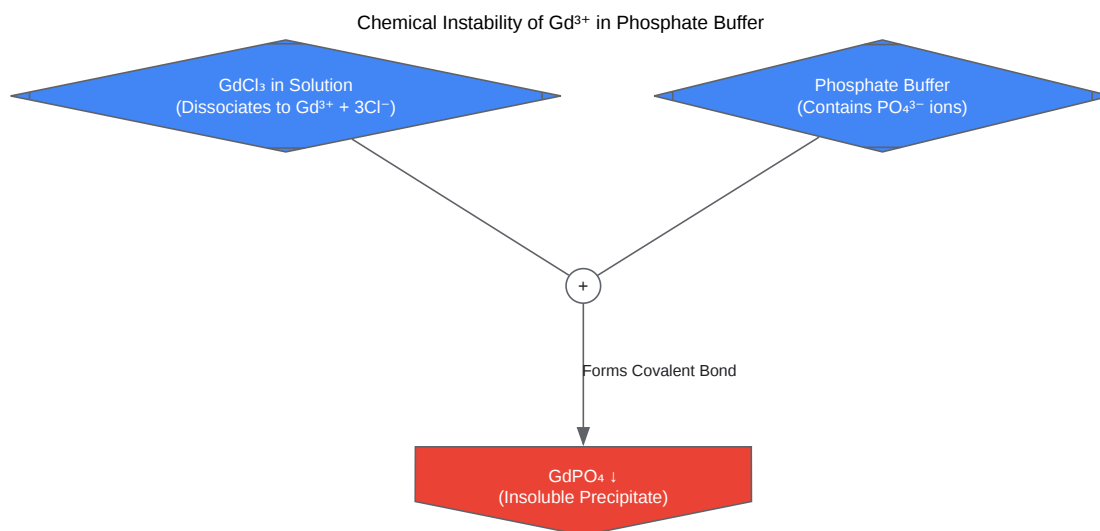 Chemical Instability of Gd³⁺ in Phosphate Buffer
GdCl₃ in Solution
(Dissociates to Gd³⁺ + 3Cl⁻)
Phosphate Buffer
(Contains PO₄³⁻ ions)
+
Forms Covalent Bond
GdPO₄ ↓
(Insoluble Precipitate)